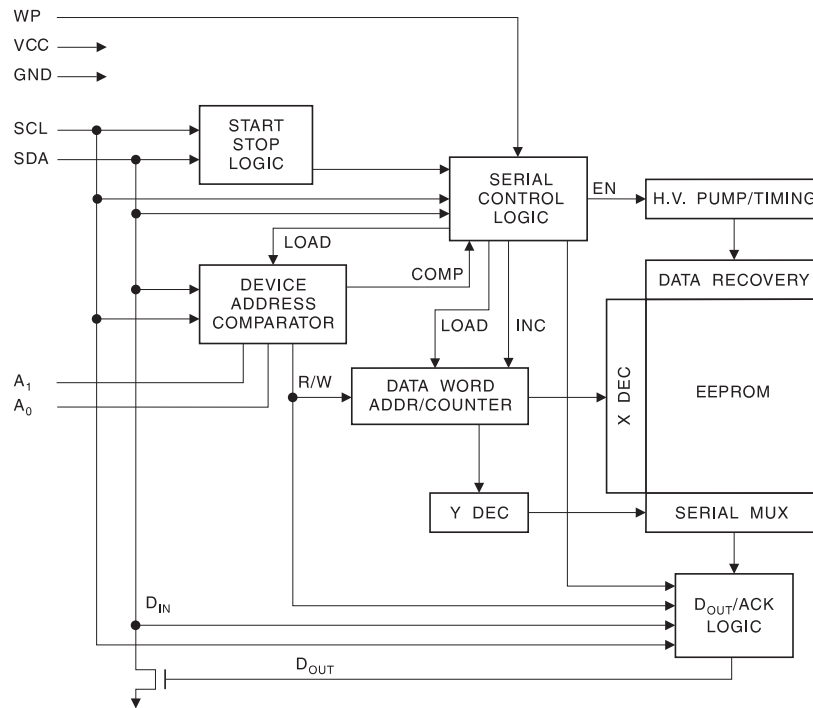 WP
VCC
GND
SCL
SDA
START
STOP
LOGIC
SERIAL
CONTROL
LOGIC
EN
H.V. PUMP/TIMING
LOAD
COMP
DEVICE
ADDRESS
COMPARATOR
LOAD
INC
DATA RECOVERY
A1
A0
R/W
DATA WORD
ADDR/COUNTER
X DEC
EEPROM
Y DEC
SERIAL MUX
DIN
DOUT/ACK
LOGIC
DOUT